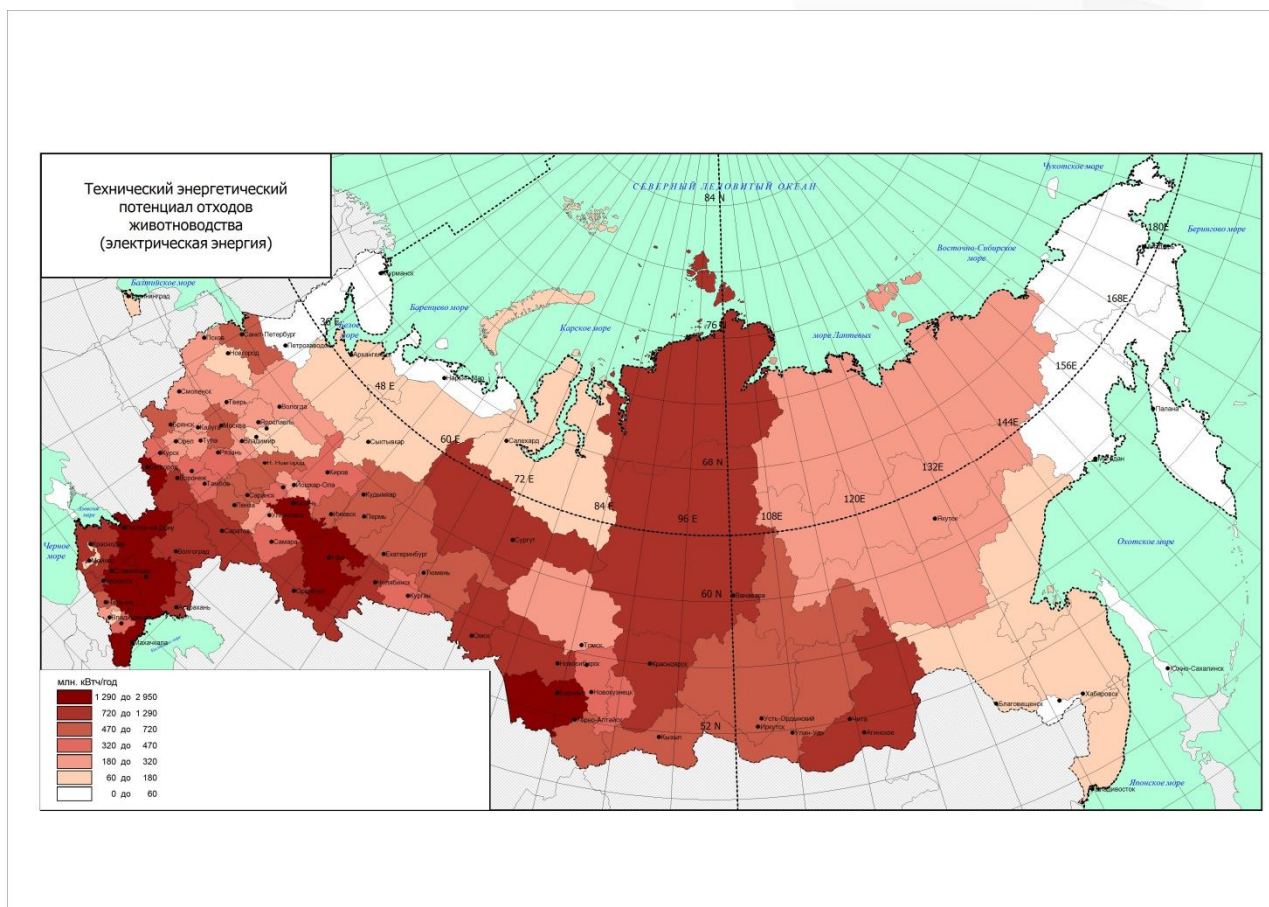 Технический энергетический
потенциал отходов
животноводства
(электрическая энергия)
СЕВЕРНЫЙ ЛЕДОВИТЫЙ ОКЕАН
84 N
Чукотское море
180E
Берингово море
Восточно-Сибирское
море
Балтийское море
Мурманск
Баренцево море
Карское море
76 N
море Лаптевых
168E
36 E
Белое
море
Санкт-Петербург
Псков
Петрозаводск
Новгород
Архангельск
Нарьян-Мар
156E
48 E
Смоленск
Тверь
Вологда
Палана
Брянск
Калуга
Москва
Ярославль
Владимир
Сыктывкар
60 E
Салехард
144E
Орел
Тула
Рязань
Курск
Н. Новгород
Киров
68 N
Магадан
132E
Воронеж
Тамбов
Йошкар-Ола
72 E
Саранск
Кудымкар
Пенза
Ижевск
Пермь
84 E
96 E
108E
120E
Якутск
Черное
море
Краснодар
Саратов
Самара
Сургут
Охотское море
Волгоград
Екатеринбург
Тюмень
Челябинск
Курган
60 N
Ванавара
Астрахань
Махачкала
Омск
Томск
Новосибирск
Красноярск
Южно-Сахалинск
Новокузнецк
Хабаровск
Благовещенск
Горно-Алтайск
52 N
Усть-Ордынский
Иркутск
Чита
Кызыл
Улан-Удэ
Агинское
Японское море
Владивосток
млн. кВтч/год
1 290 до 2 950
720 до 1 290
470 до 720
320 до 470
180 до 320
60 до 180
0 до 60